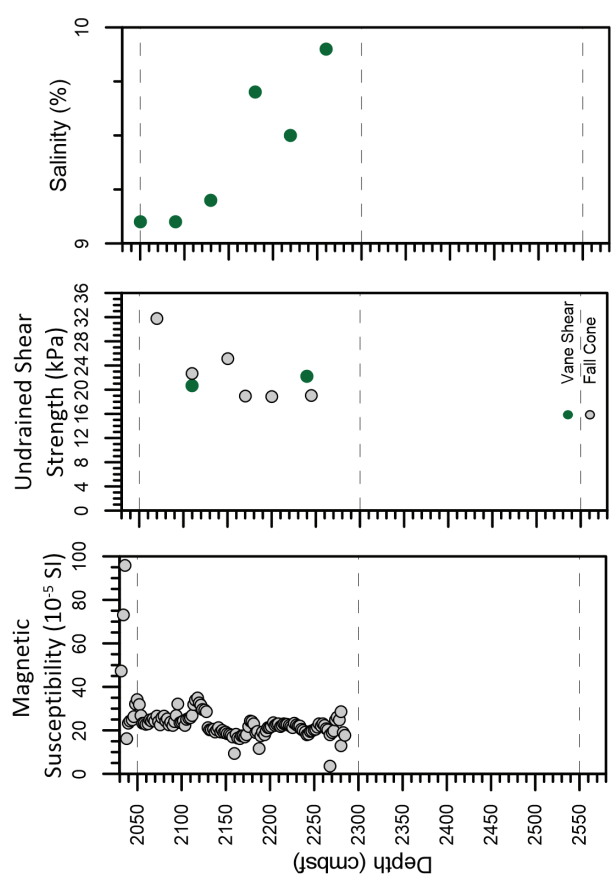 Salinity (%)
9
10
Undrained Shear
Strength (kPa)
0 4 8 12 16 20 24 28 32 36
Vane Shear
Fall Cone
Magnetic
Susceptibility (10⁻⁵ SI)
0 20 40 60 80 100
2050
2100
2150
2200
2250
2300
2350
2400
2450
2500
2550
Depth (cmbsf)